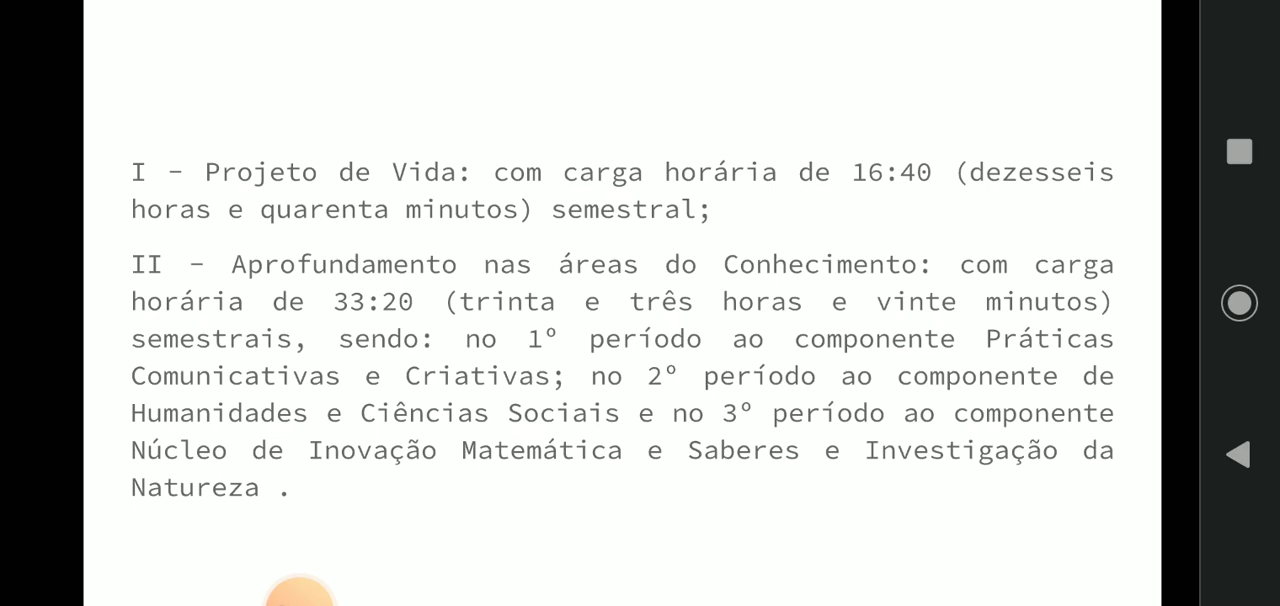 I – Projeto de Vida: com carga horária de 16:40 (dezesseis
horas e quarenta minutos) semestral;
II – Aprofundamento nas áreas do Conhecimento: com carga
horária de 33:20 (trinta e três horas e vinte minutos)
semestrais, sendo: no 1º período ao componente Práticas
Comunicativas e Criativas; no 2º período ao componente de
Humanidades e Ciências Sociais e no 3º período ao componente
Núcleo de Inovação Matemática e Saberes e Investigação da
Natureza .